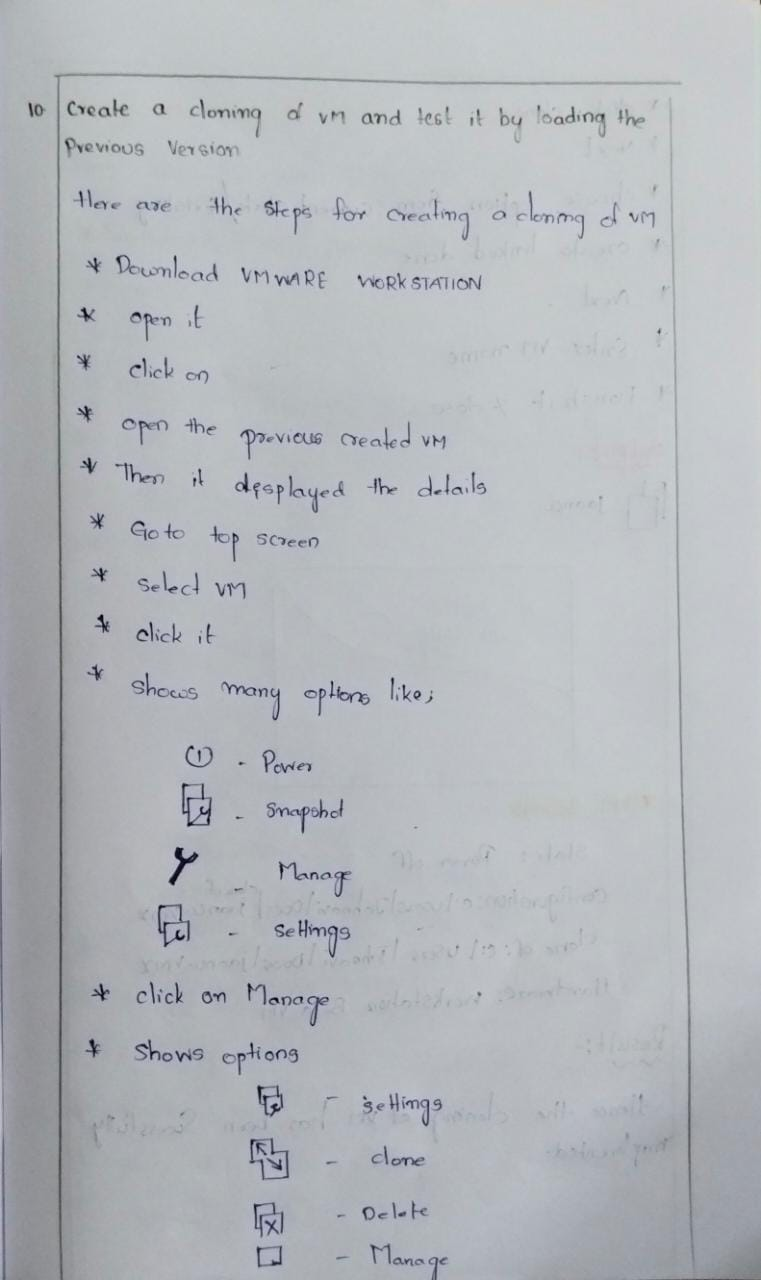 10 Create a cloning of VM and test it by loading the
Previous Version
Here are the steps for creating a cloning of VM
* Download VMWARE WORKSTATION
* open it
* click on
* open the previous created VM
* Then it desplayed the details
* Goto top screen
* select VM
* click it
* shows many options like;
- Power
- Snapshot
- Manage
- settings
* click on Manage
* Shows options
- settings
- clone
- Delete
- Manage